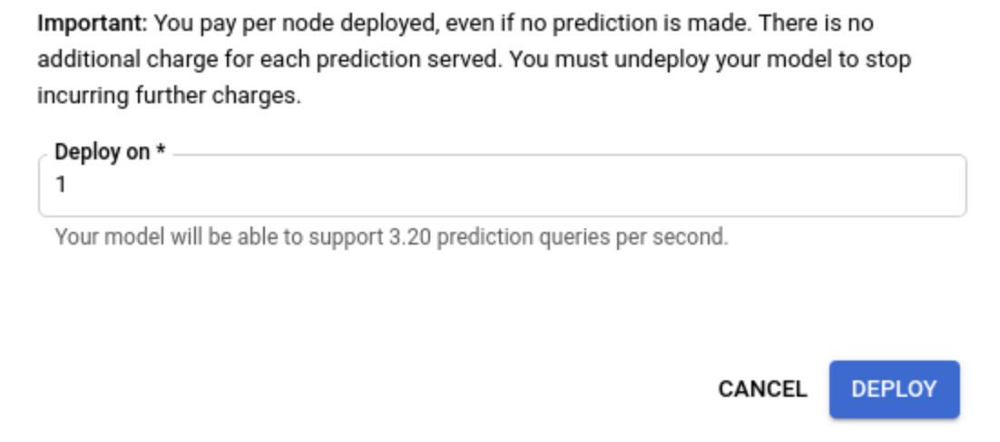 Important: You pay per node deployed, even if no prediction is made. There is no
additional charge for each prediction served. You must undeploy your model to stop
incurring further charges.
Deploy on *
1
Your model will be able to support 3.20 prediction queries per second.
CANCEL
DEPLOY